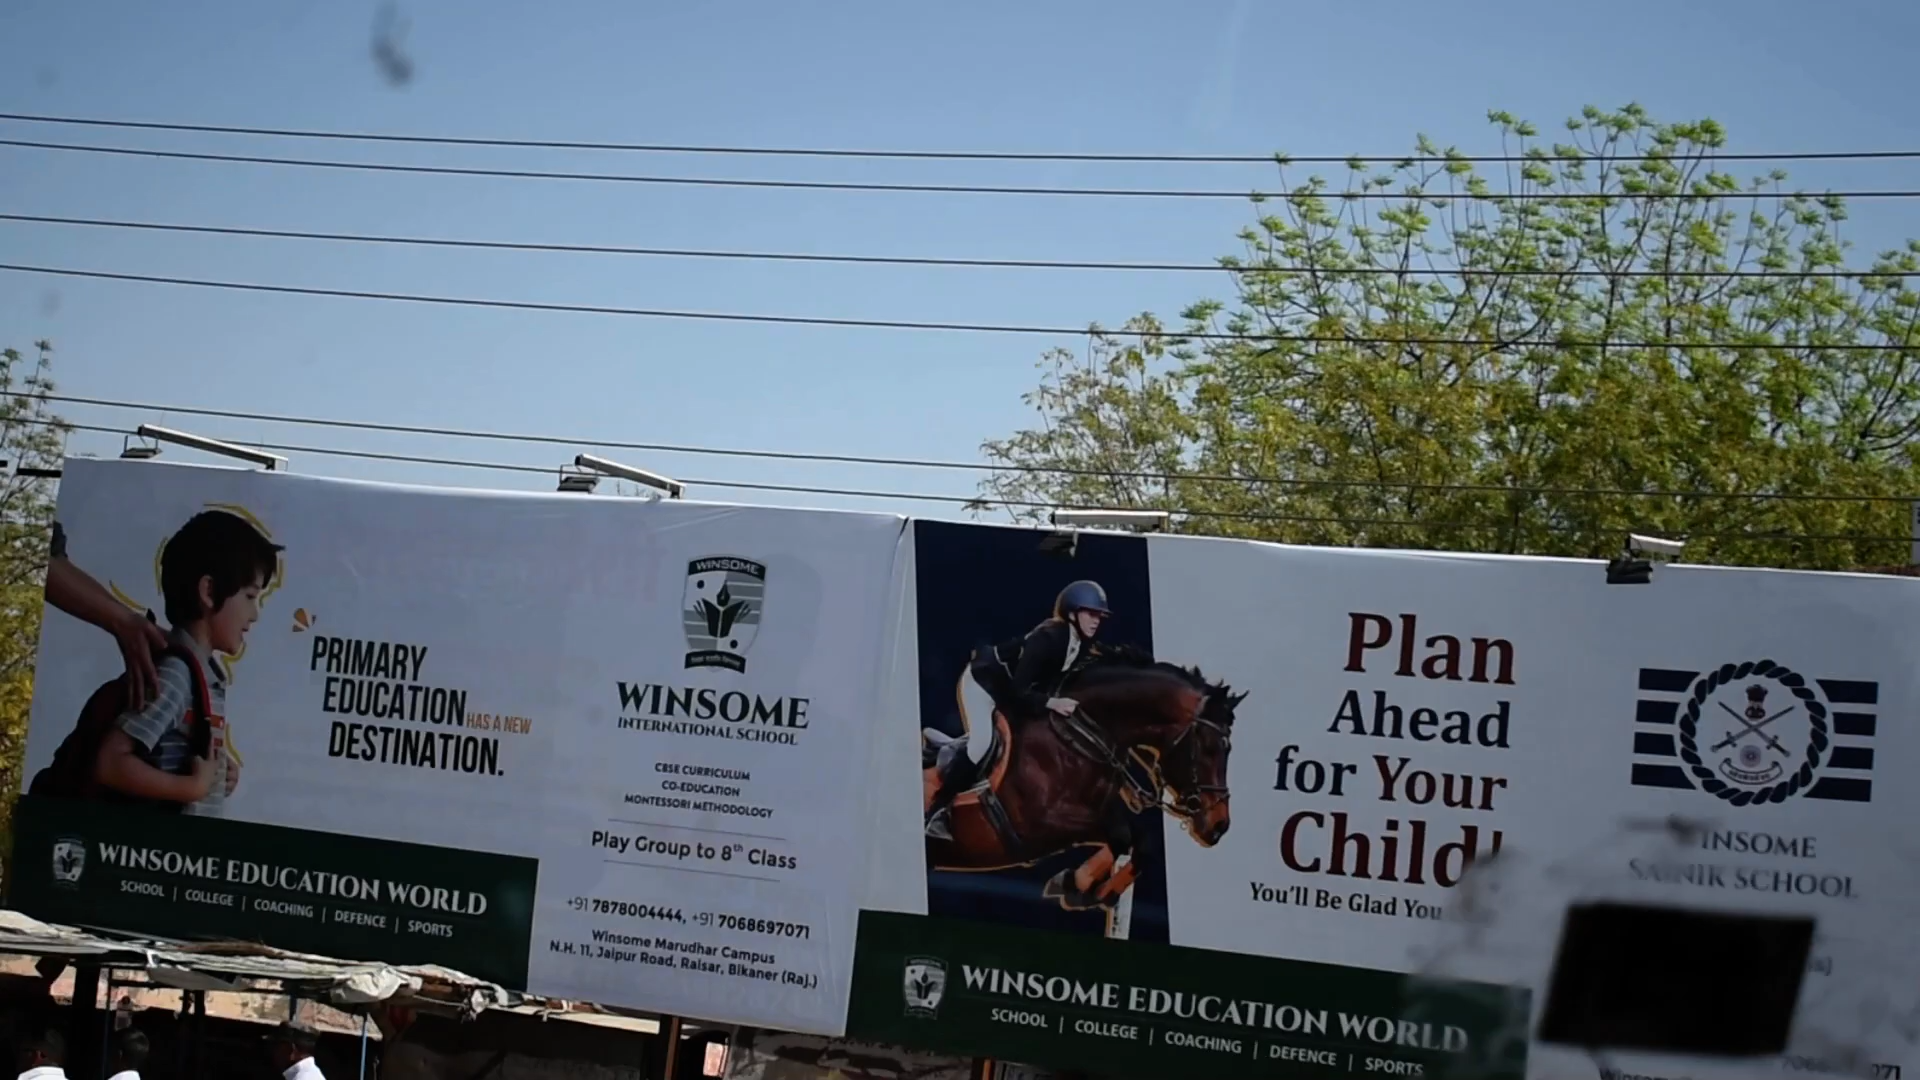 PRIMARY
EDUCATION HAS A NEW
DESTINATION.
WINSOME EDUCATION WORLD
SCHOOL | COLLEGE | COACHING | DEFENCE | SPORTS
WINSOME
WINSOME
INTERNATIONAL SCHOOL
CBSE CURRICULUM
CO-EDUCATION
MONTESSORI METHODOLOGY
Play Group to 8th Class
+91 7878004444, +91 7068697071
Winsome Marudhar Campus
N.H. 11, Jaipur Road, Raisar, Bikaner (Raj.)
Plan
Ahead
for Your
Child!
You'll Be Glad You
WINSOME EDUCATION WORLD
SCHOOL | COLLEGE | COACHING | DEFENCE | SPORTS
WINSOME
SAINIK SCHOOL